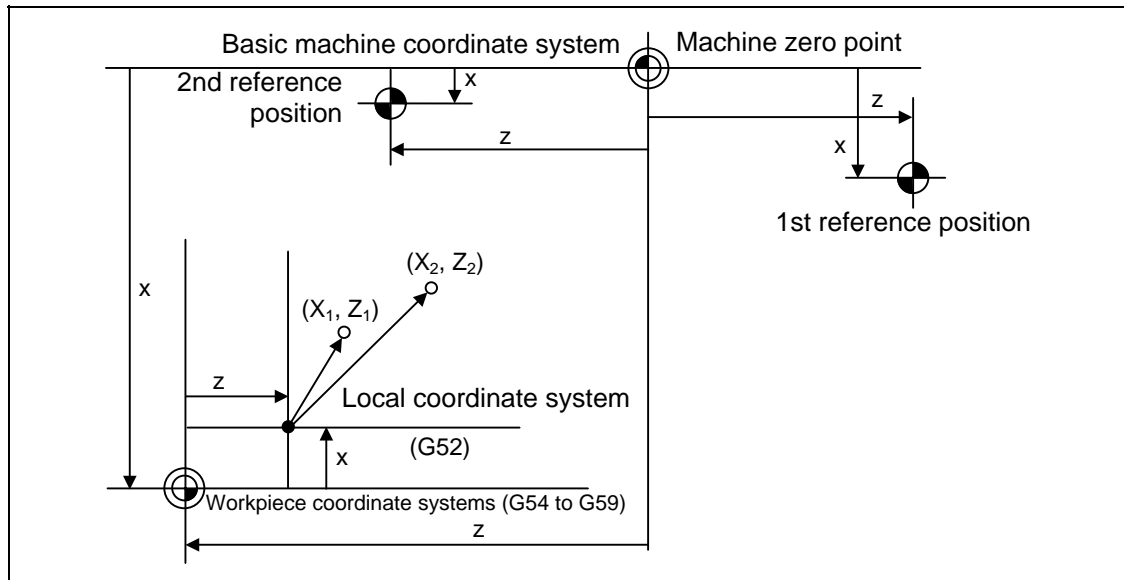 Basic machine coordinate system
Machine zero point
2nd reference
position
x
z
z
x
1st reference position
x
(X₂, Z₂)
(X₁, Z₁)
z
Local coordinate system
(G52)
x
Workpiece coordinate systems (G54 to G59)
z